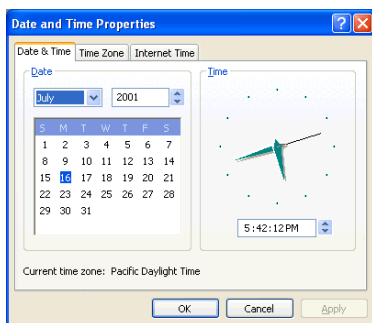 Date and Time Properties
Date & Time Time Zone Internet Time
Date
July 2001
S M T W T F S
1 2 3 4 5 6 7
8 9 10 11 12 13 14
15 16 17 18 19 20 21
22 23 24 25 26 27 28
29 30 31
Time
5:42:12 PM
Current time zone: Pacific Daylight Time
OK Cancel Apply